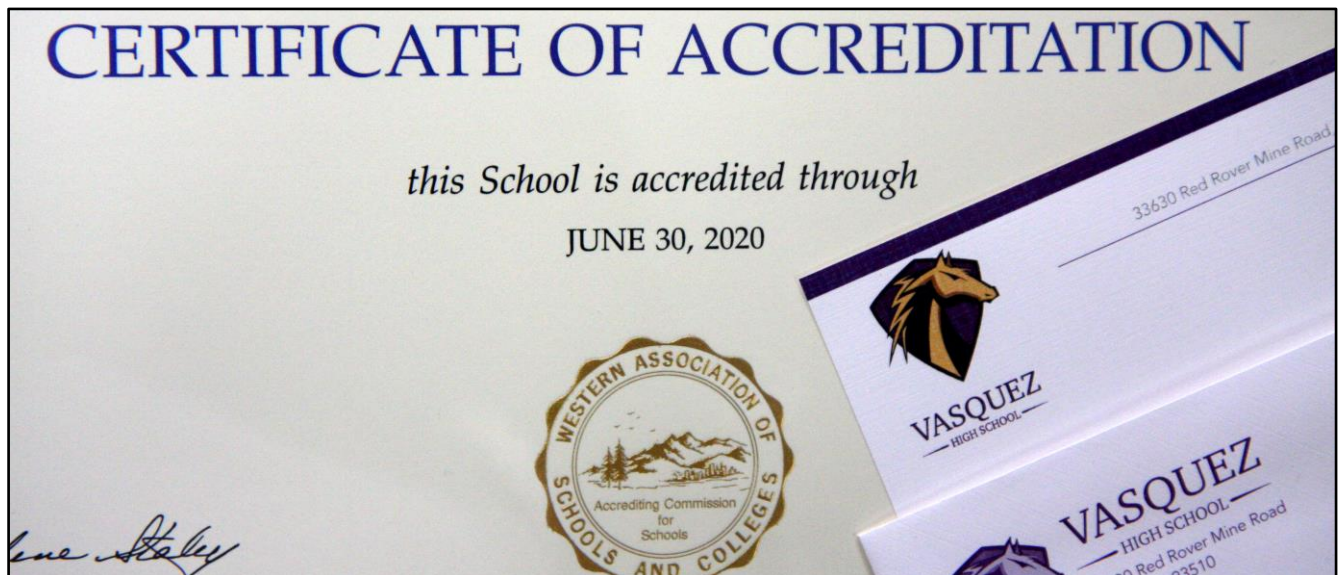 CERTIFICATE OF ACCREDITATION
this School is accredited through
JUNE 30, 2020
WESTERN ASSOCIATION OF
SCHOOLS AND COLLEGES
Accrediting Commission
for
Schools
33630 Red Rover Mine Road
VASQUEZ
HIGH SCHOOL
VASQUEZ
HIGH SCHOOL
Red Rover Mine Road
93510